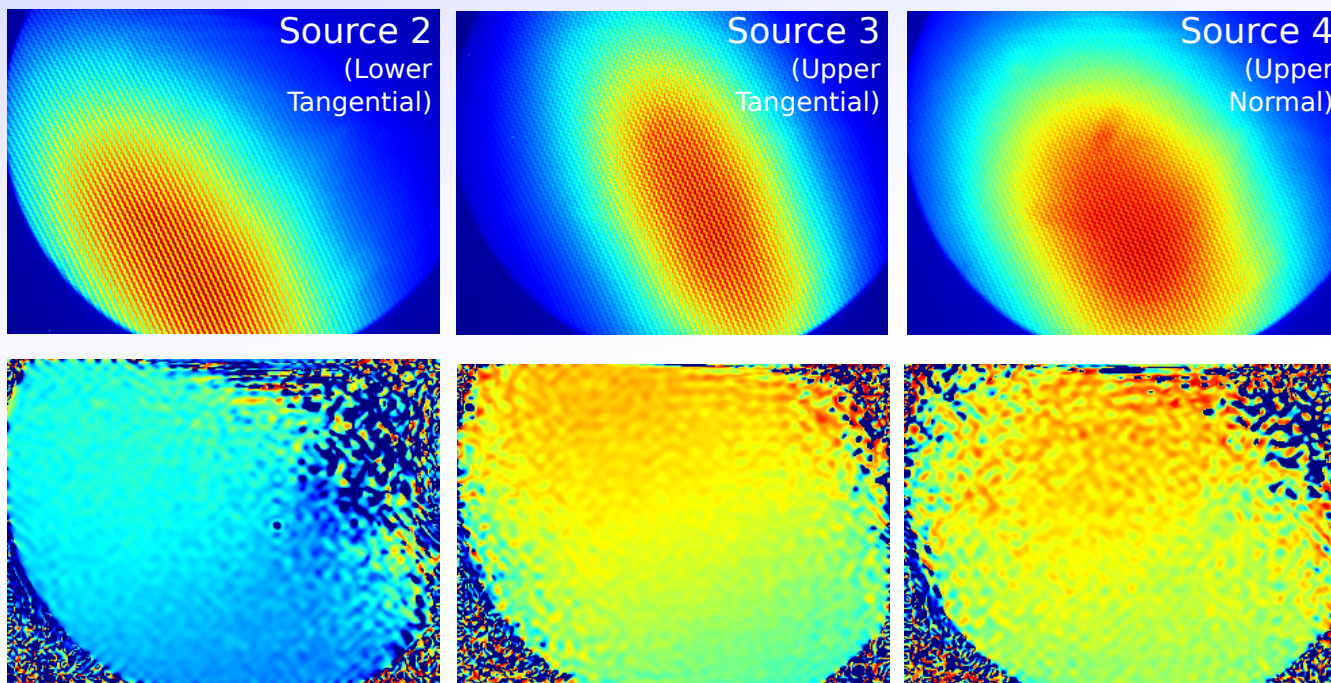 Source 2
(Lower
Tangential)
Source 3
(Upper
Tangential)
Source 4
(Upper
Normal)